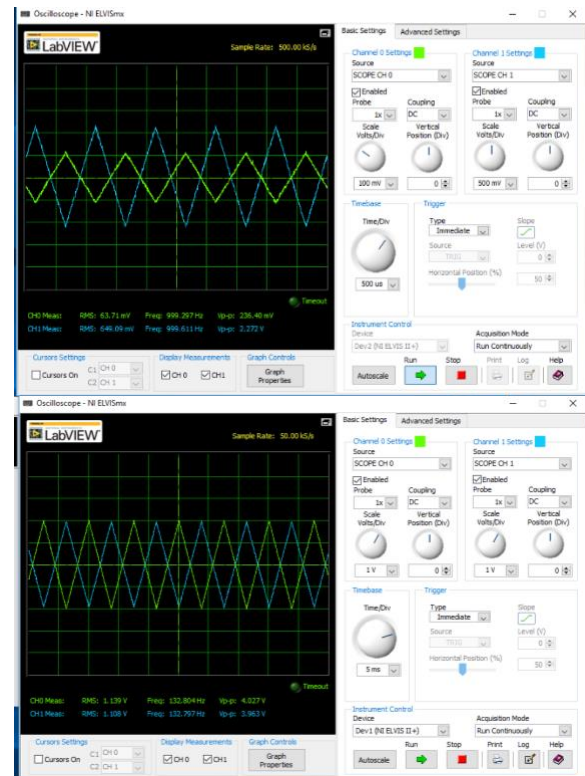 Oscilloscope - NI ELVISmx
LabVIEW
Sample Rate: 500.00 kS/s
Timeout
CH0 Meas: RMS: 63.71 mV Freq: 999.297 Hz Vp-p: 236.40 mV
CH1 Meas: RMS: 649.69 mV Freq: 999.611 Hz Vp-p: 2.272 V
Cursors Settings
Cursors On
C1 CH 0
C2 CH 1
Display Measurements
CH 0 CH1
Graph Controls
Graph
Properties
Basic Settings Advanced Settings
Channel 0 Settings Channel 1 Settings
Source Source
SCOPE CH 0 SCOPE CH 1
Enabled Enabled
Probe Coupling Probe Coupling
1x DC 1x DC
Scale Vertical Scale Vertical
Volts/Div Position (Div) Volts/Div Position (Div)
100 mV 0 500 mV 0
Timebase Trigger
Time/Div Type Slope
Immediate
Source Level (V)
TRIG 0
Horizontal Position (%)
50
500 us
Instrument Control
Device Acquisition Mode
Dev2 (NI ELVIS II+) Run Continuously
Run Stop Print Log Help
Autoscale
Oscilloscope - NI ELVISmx
LabVIEW
Sample Rate: 50.00 kS/s
Timeout
CH0 Meas: RMS: 1.139 V Freq: 132.804 Hz Vp-p: 4.027 V
CH1 Meas: RMS: 1.108 V Freq: 132.797 Hz Vp-p: 3.963 V
Cursors Settings
Cursors On
C1 CH 0
C2 CH 1
Display Measurements
CH 0 CH1
Graph Controls
Graph
Properties
Basic Settings Advanced Settings
Channel 0 Settings Channel 1 Settings
Source Source
SCOPE CH 0 SCOPE CH 1
Enabled Enabled
Probe Coupling Probe Coupling
1x DC 1x DC
Scale Vertical Scale Vertical
Volts/Div Position (Div) Volts/Div Position (Div)
1 V 0 1 V 0
Timebase Trigger
Time/Div Type Slope
Immediate
Source Level (V)
TRIG 0
Horizontal Position (%)
50
5 ms
Instrument Control
Device Acquisition Mode
Dev1 (NI ELVIS II+) Run Continuously
Run Stop Print Log Help
Autoscale